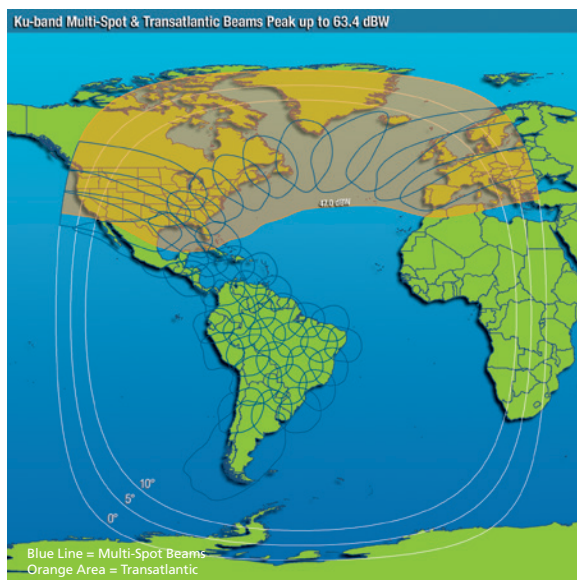 Ku-band Multi-Spot & Transatlantic Beams Peak up to 63.4 dBW
43.0 dBW
10°
5°
0°
Blue Line = Multi-Spot Beams
Orange Area = Transatlantic